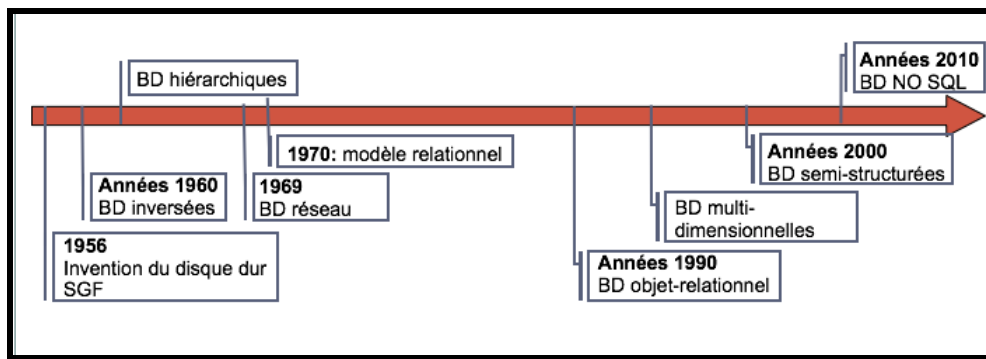 BD hiérarchiques
Années 2010
BD NO SQL
1970: modèle relationnel
Années 2000
BD semi-structurées
Années 1960
BD inversées
1969
BD réseau
BD multi-
dimensionnelles
1956
Invention du disque dur
SGF
Années 1990
BD objet-relationnel